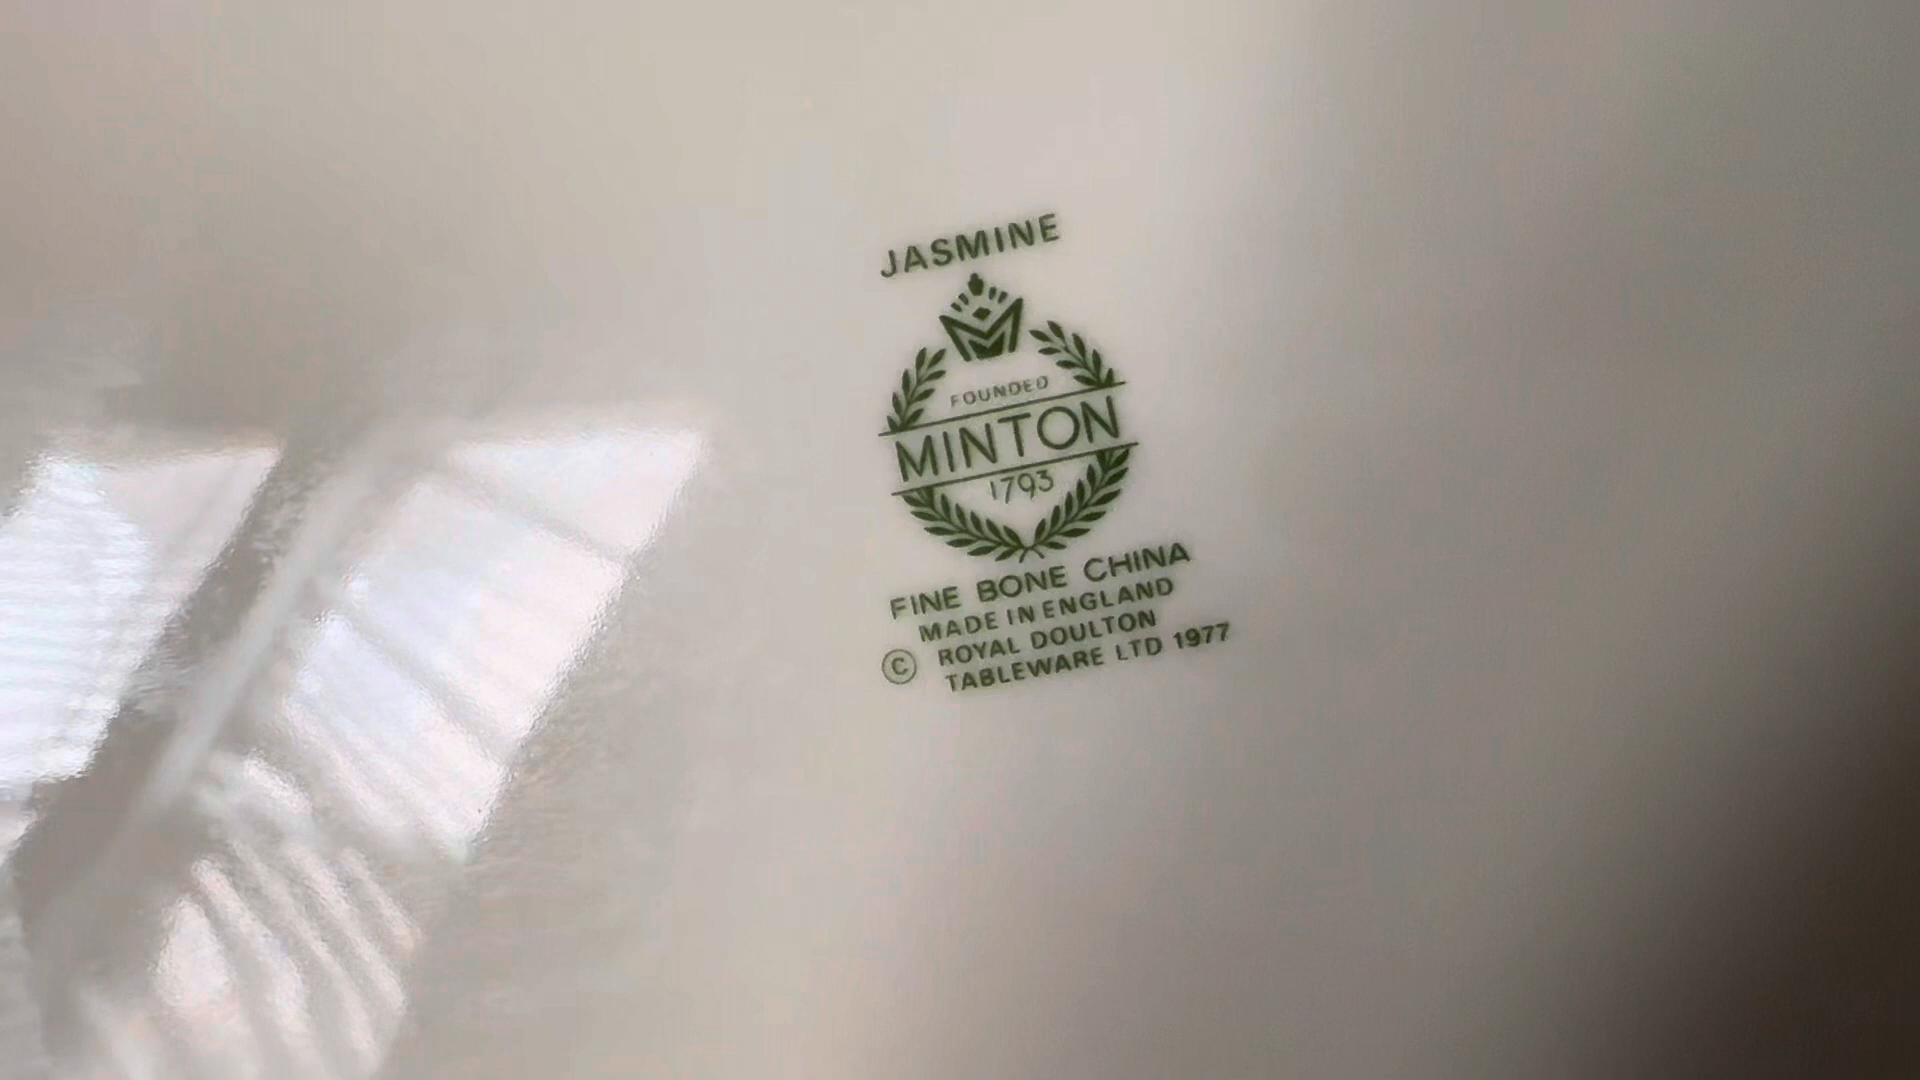 JASMINE
FOUNDED
MINTON
1793
FINE BONE CHINA
MADE IN ENGLAND
© ROYAL DOULTON
TABLEWARE LTD 1977